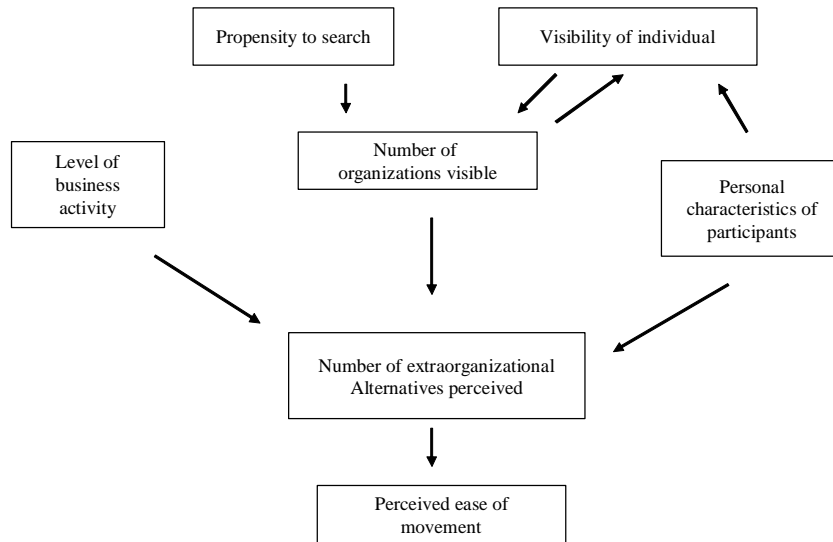 Propensity to search
Visibility of individual
Number of
organizations visible
Level of
business
activity
Personal
characteristics of
participants
Number of extraorganizational
Alternatives perceived
Perceived ease of
movement